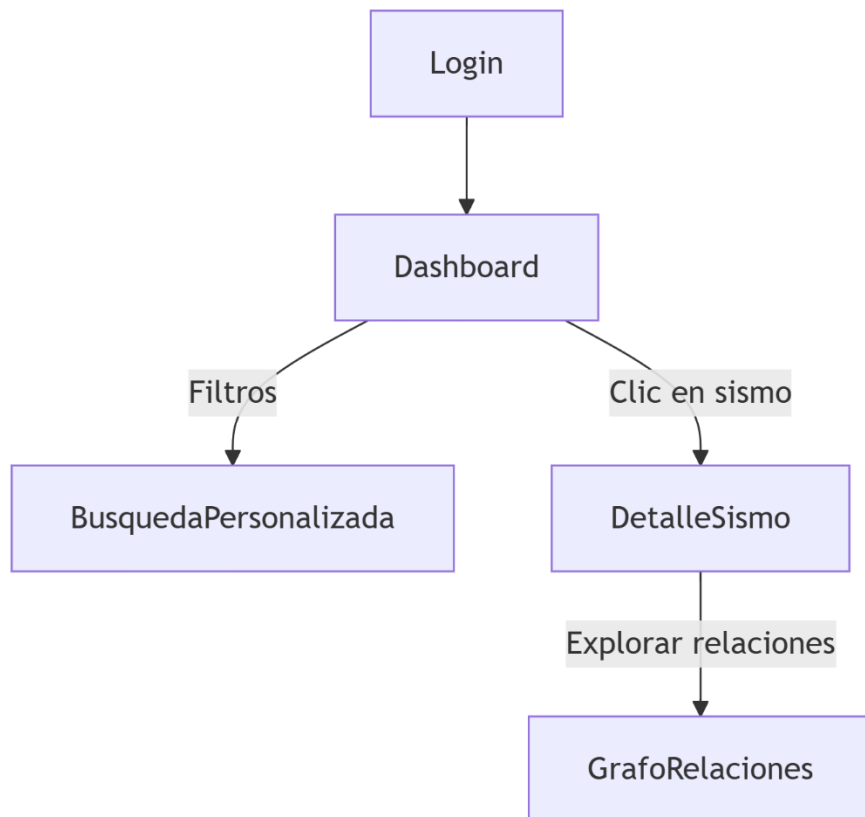 Login
Dashboard
Filtros
Clic en sismo
BusquedaPersonalizada
DetalleSismo
Explorar relaciones
GrafoRelaciones